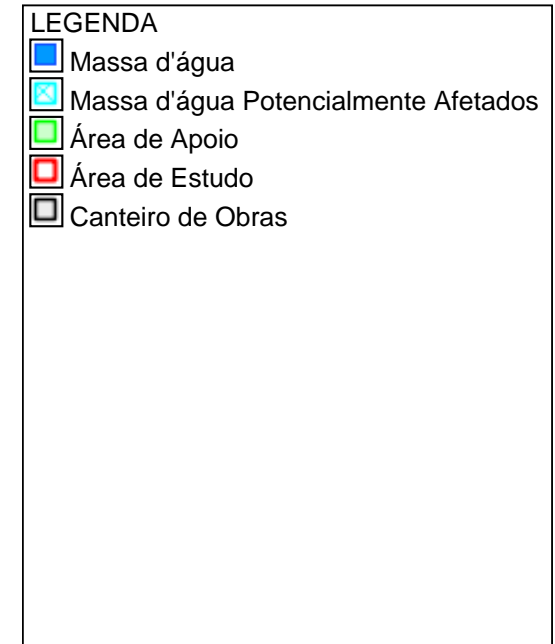 LEGENDA
Massa d'água
Massa d'água Potencialmente Afetados
Área de Apoio
Área de Estudo
Canteiro de Obras